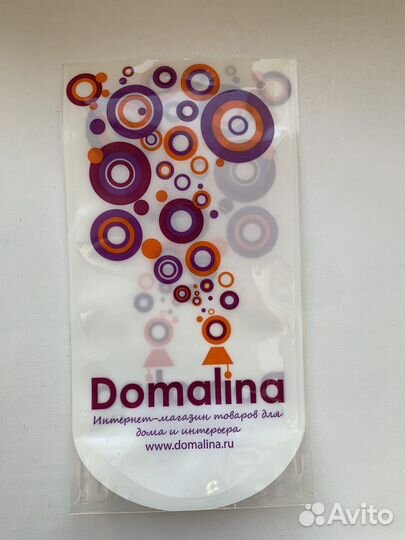 Domalina
Интернет-магазин товаров для
дома и интерьера
www.domalina.ru
Avito